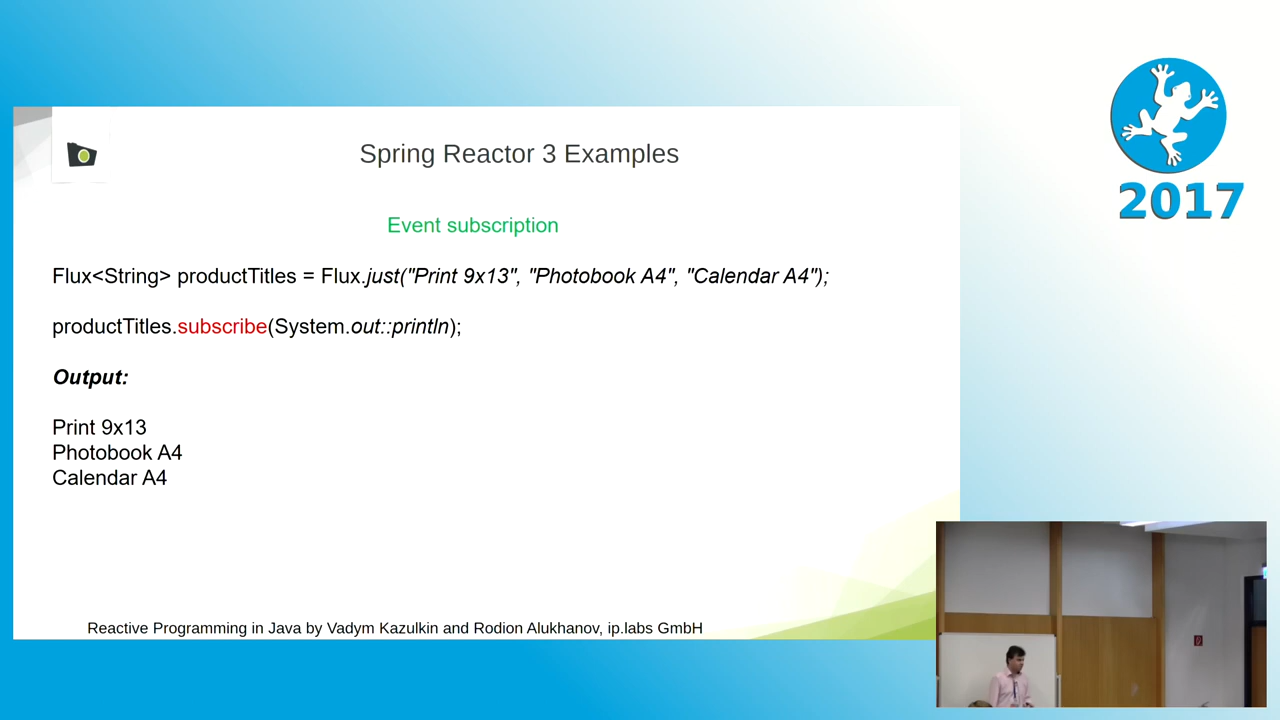 Spring Reactor 3 Examples
Event subscription
Flux<String> productTitles = Flux.just("Print 9x13", "Photobook A4", "Calendar A4");
productTitles.subscribe(System.out::println);
Output:
Print 9x13
Photobook A4
Calendar A4
Reactive Programming in Java by Vadym Kazulkin and Rodion Alukhanov, ip.labs GmbH
2017